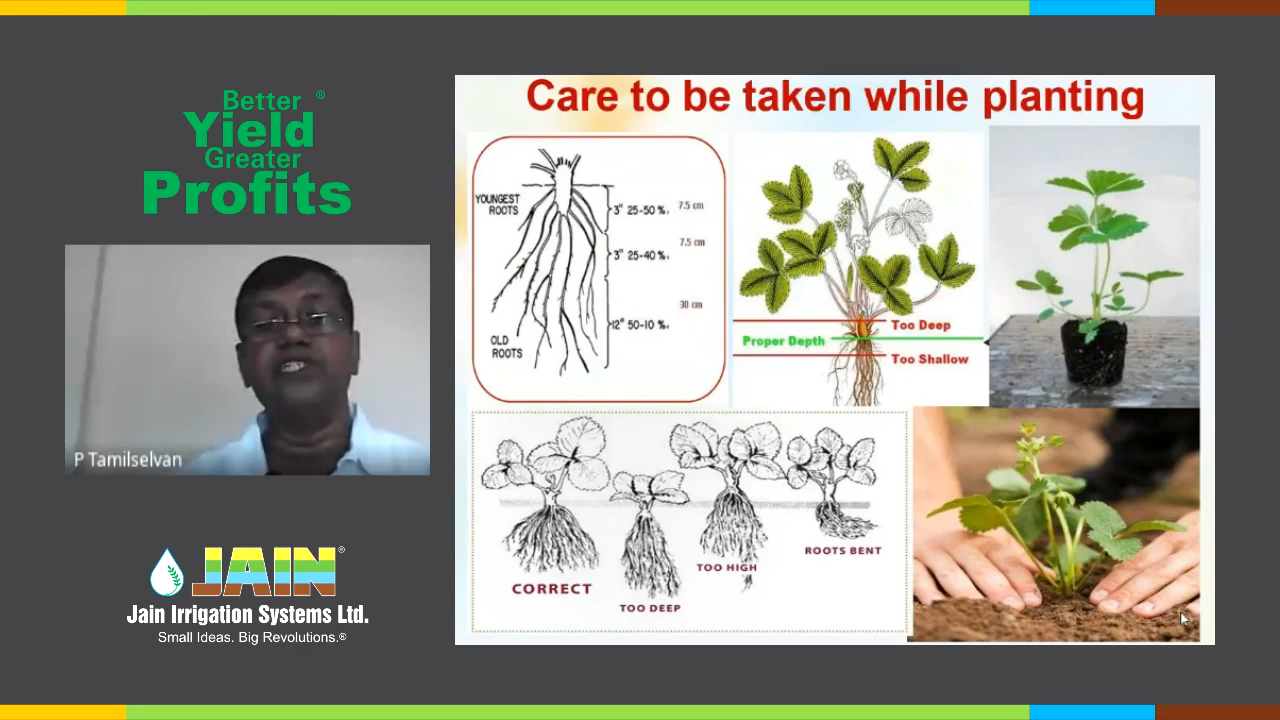 Better ®
Yield
Greater
Profits
P Tamilselvan
JAIN®
Jain Irrigation Systems Ltd.
Small Ideas. Big Revolutions.®
Care to be taken while planting
YOUNGEST
ROOTS
3" 25-50 %. 7.5 cm
3" 25-40 %. 7.5 cm
12" 50-10 %. 30 cm
OLD
ROOTS
Too Deep
Proper Depth
Too Shallow
CORRECT
TOO DEEP
TOO HIGH
ROOTS BENT